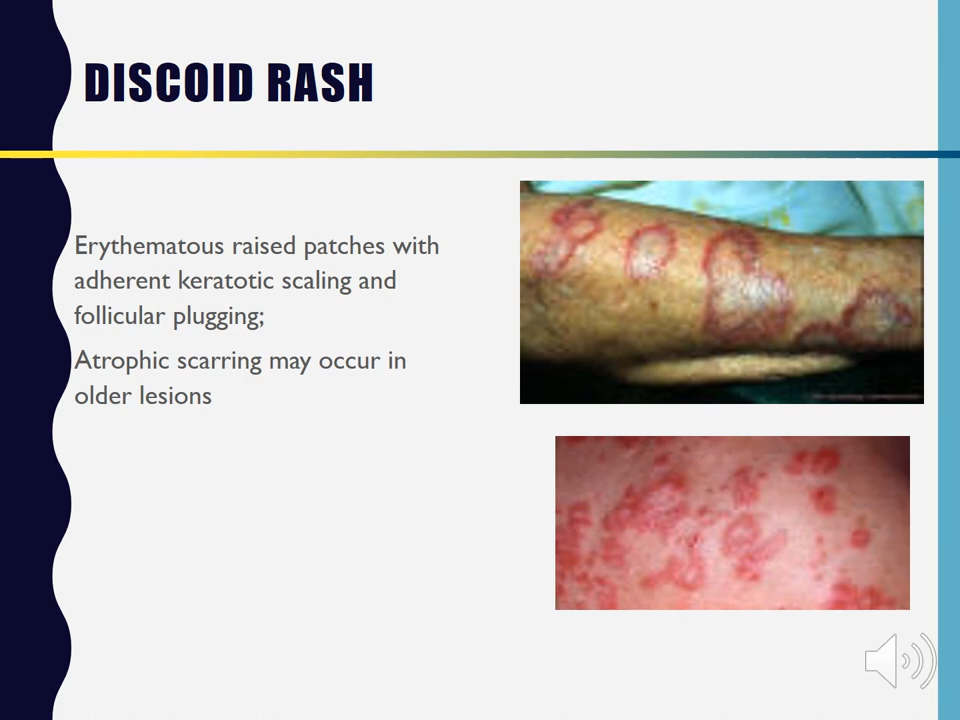 DISCOID RASH
Erythematous raised patches with
adherent keratotic scaling and
follicular plugging;
Atrophic scarring may occur in
older lesions